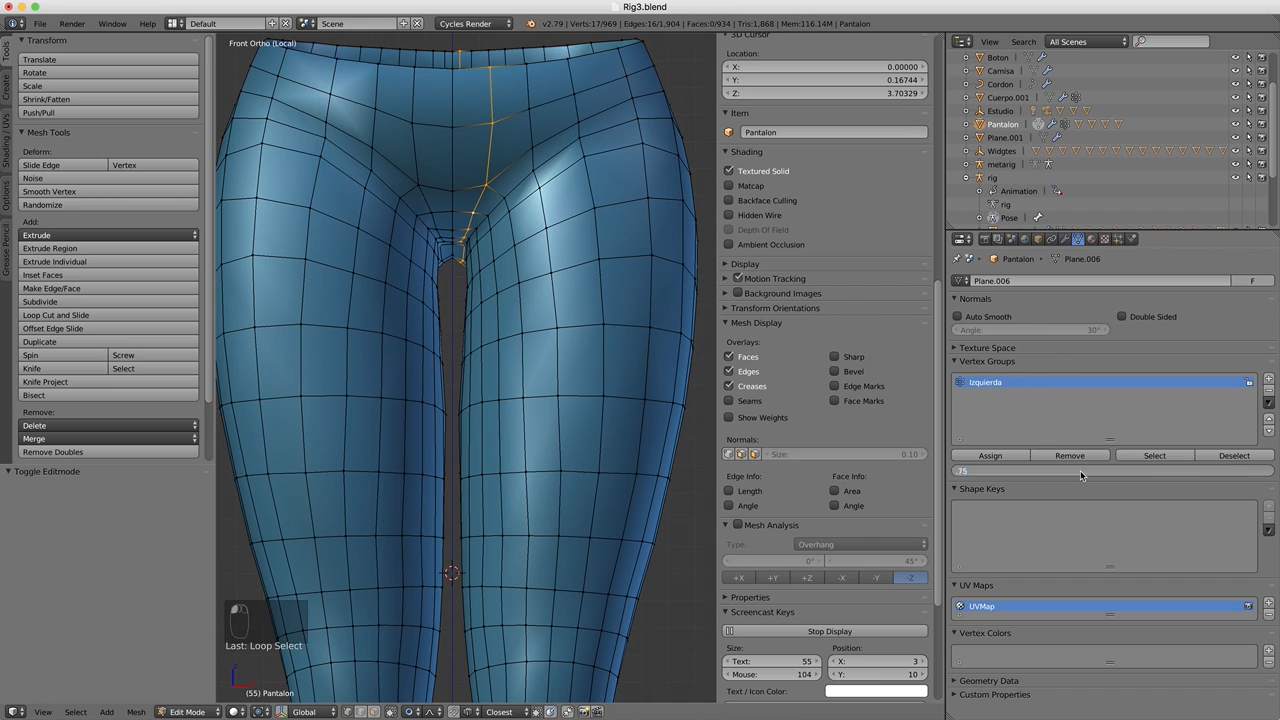 Rig3.blend
File Render Window Help Default Scene Cycles Render v2.79 | Verts:17/969 | Edges:16/1,904 | Faces:0/934 | Tris:1,868 | Mem:116.14M | Pantalon
Tools
Create
Shading / UVs
Options
Grease Pencil
Transform
Translate
Rotate
Scale
Shrink/Fatten
Push/Pull
Mesh Tools
Deform:
Slide Edge Vertex
Noise
Smooth Vertex
Randomize
Add:
Extrude
Extrude Region
Extrude Individual
Inset Faces
Make Edge/Face
Subdivide
Loop Cut and Slide
Offset Edge Slide
Duplicate
Spin Screw
Knife Select
Knife Project
Bisect
Remove:
Delete
Merge
Remove Doubles
Toggle Editmode
Front Ortho (Local)
Last: Loop Select
(55) Pantalon
View Select Add Mesh Edit Mode Global Closest
3D Cursor
Location:
X: 0.00000
Y: 0.16744
Z: 3.70329
Item
Pantalon
Shading
Textured Solid
Matcap
Backface Culling
Hidden Wire
Depth Of Field
Ambient Occlusion
Display
Motion Tracking
Background Images
Transform Orientations
Mesh Display
Overlays:
Faces Sharp
Edges Bevel
Creases Edge Marks
Seams Face Marks
Show Weights
Normals:
Size: 0.10
Edge Info: Face Info:
Length Area
Angle Angle
Mesh Analysis
Type: Overhang
0° 45°
+X +Y +Z -X -Y -Z
Properties
Screencast Keys
Stop Display
Size: Position:
Text: 55 X: 3
Mouse: 104 Y: 10
Text / Icon Color:
View Search All Scenes
Boton
Camisa
Cordon
Cuerpo.001
Estudio
Pantalon
Plane.001
Widgtes
metarig
rig
Animation
rig
Pose
Pantalon Plane.006
Plane.006 F
Normals
Auto Smooth Double Sided
Angle: 30°
Texture Space
Vertex Groups
Izquierda
Assign Remove Select Deselect
.75
Shape Keys
UV Maps
UVMap
Vertex Colors
Geometry Data
Custom Properties